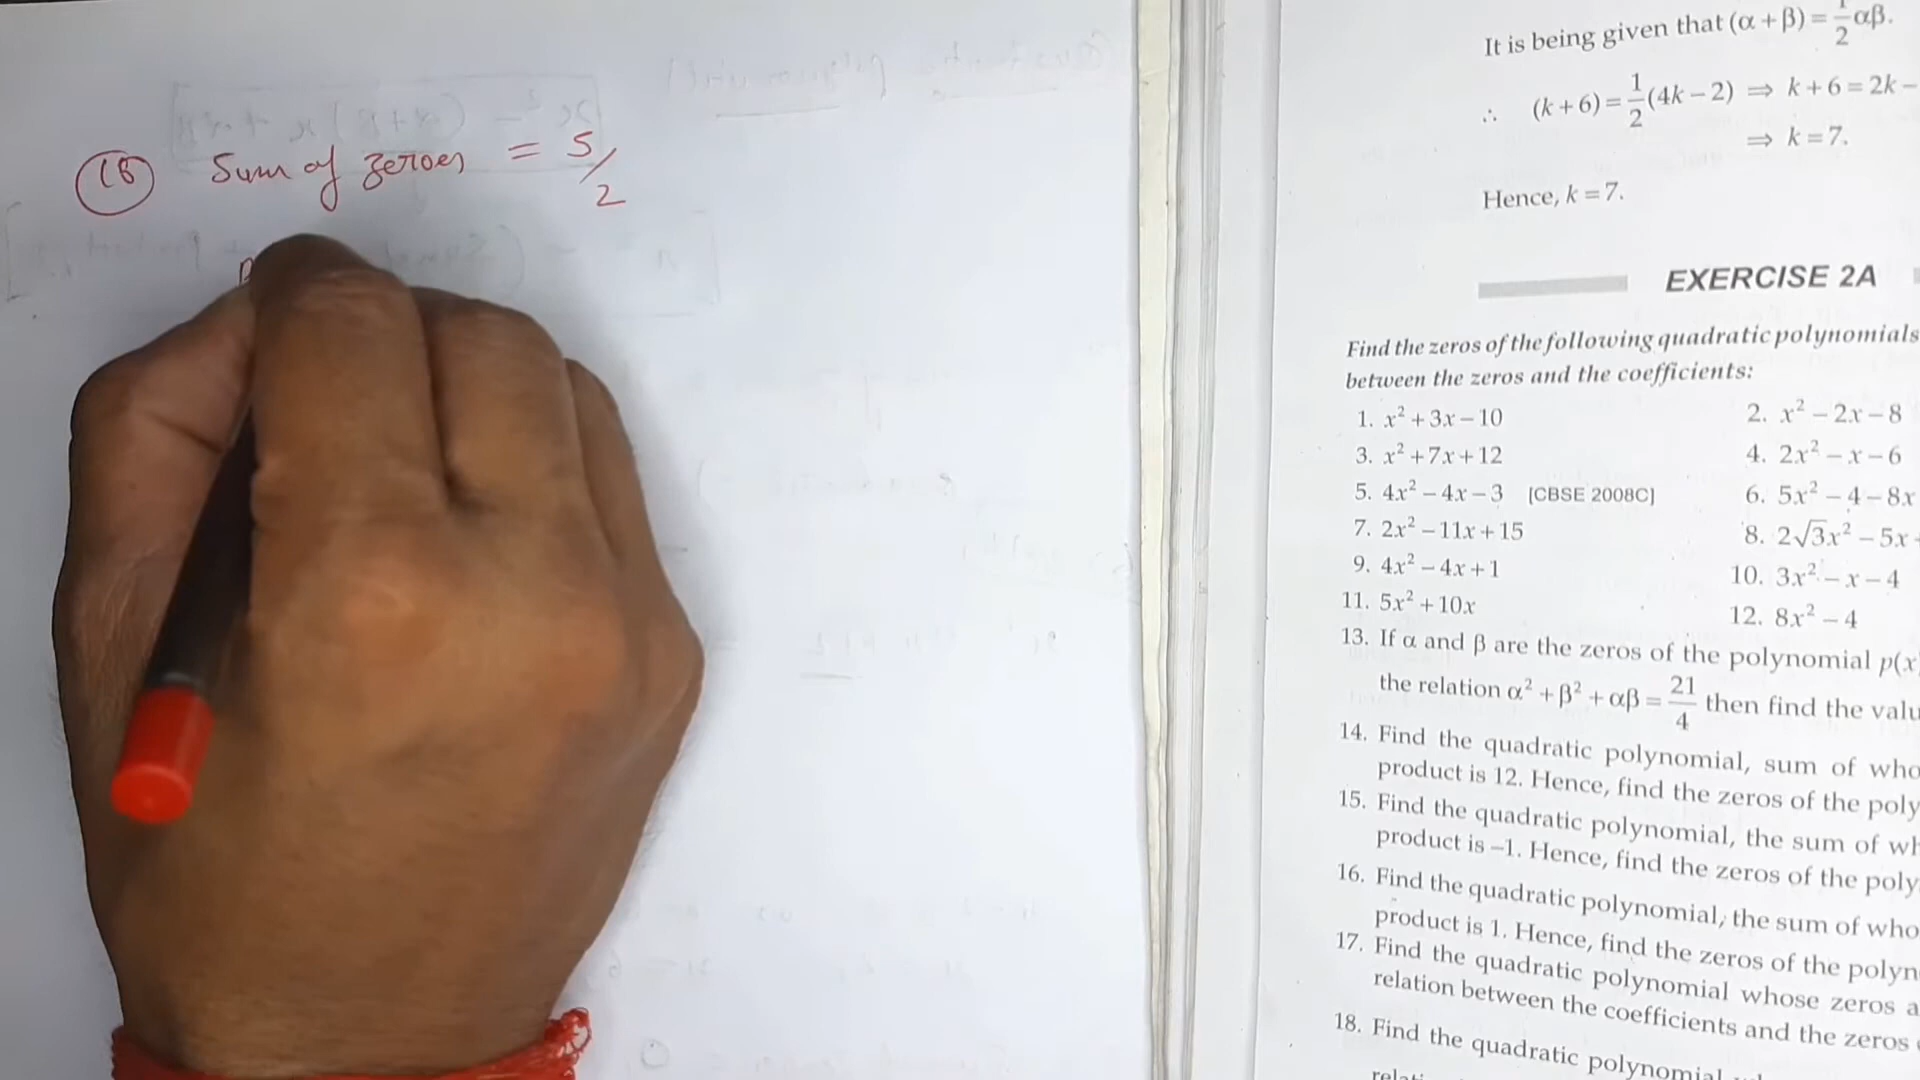 (16) Sum of zeroes = 5/2
It is being given that (α + β) = 1/2 αβ.
∴ (k + 6) = 1/2 (4k − 2) ⇒ k + 6 = 2k −
⇒ k = 7.
Hence, k = 7.
EXERCISE 2A
Find the zeros of the following quadratic polynomials
between the zeros and the coefficients:
1. x² + 3x − 10 2. x² − 2x − 8
3. x² + 7x + 12 4. 2x² − x − 6
5. 4x² − 4x − 3 [CBSE 2008C] 6. 5x² − 4 − 8x
7. 2x² − 11x + 15 8. 2√3x² − 5x
9. 4x² − 4x + 1 10. 3x² − x − 4
11. 5x² + 10x 12. 8x² − 4
13. If α and β are the zeros of the polynomial p(x
the relation α² + β² + αβ = 21/4 then find the valu
14. Find the quadratic polynomial, sum of who
product is 12. Hence, find the zeros of the poly
15. Find the quadratic polynomial, the sum of wh
product is −1. Hence, find the zeros of the poly
16. Find the quadratic polynomial, the sum of who
product is 1. Hence, find the zeros of the polyn
17. Find the quadratic polynomial whose zeros a
relation between the coefficients and the zeros
18. Find the quadratic polynomial